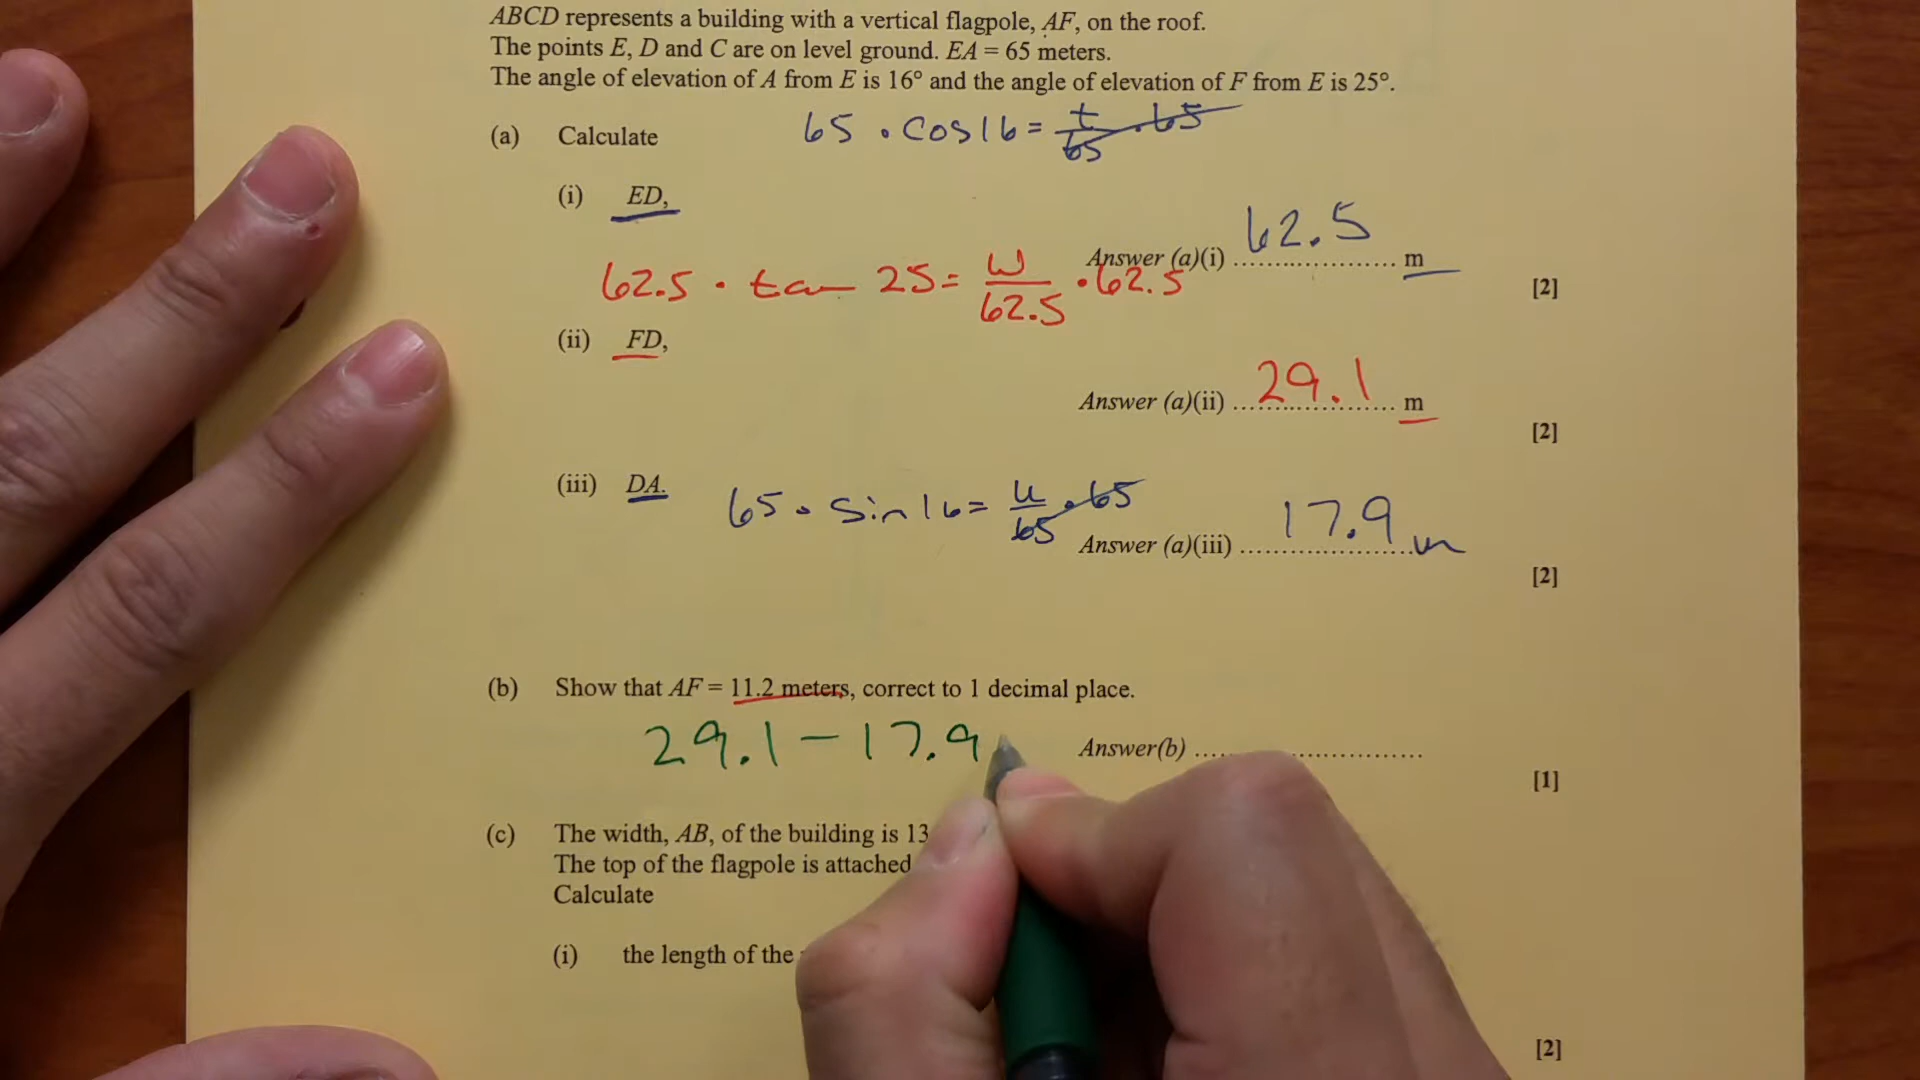 ABCD represents a building with a vertical flagpole, AF, on the roof.
The points E, D and C are on level ground. EA = 65 meters.
The angle of elevation of A from E is 16° and the angle of elevation of F from E is 25°.
(a) Calculate
65 · cos 16 = t/65 · 65
(i) ED,
62.5
Answer (a)(i) .................... m
[2]
62.5 · tan 25 = w/62.5 · 62.5
(ii) FD,
29.1
Answer (a)(ii) .................... m
[2]
(iii) DA.
65 · sin 16 = u/65 · 65
17.9 m
Answer (a)(iii) ....................
[2]
(b) Show that AF = 11.2 meters, correct to 1 decimal place.
29.1 - 17.9
Answer(b) ..........................
[1]
(c) The width, AB, of the building is 13
The top of the flagpole is attached
Calculate
(i) the length of the
[2]